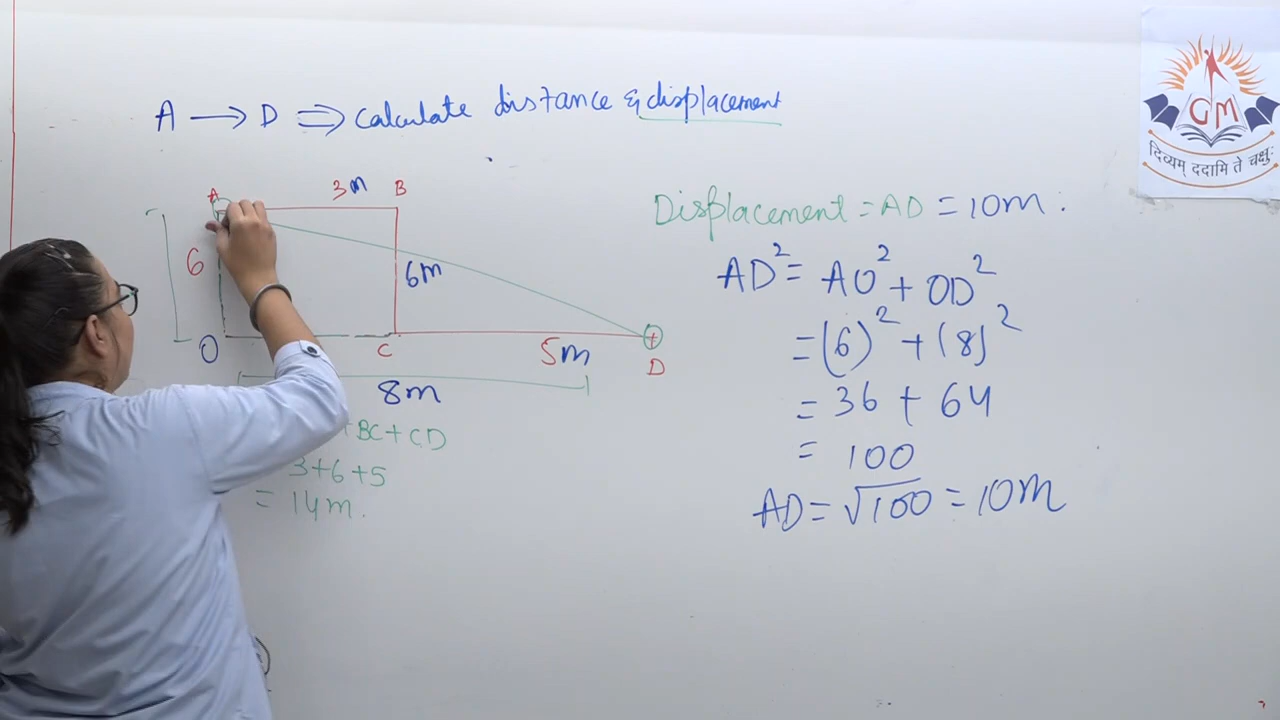 A → D ⇒ Calculate distance & displacement
GM
दिव्यम् ददामि ते चक्षुः
A 3m B
6
6m
O C 5m D
8m
+BC+CD
3+6+5
= 14m.
Displacement = AD = 10m.
AD² = AO² + OD²
= (6)² + (8)²
= 36 + 64
= 100
AD = √100 = 10m